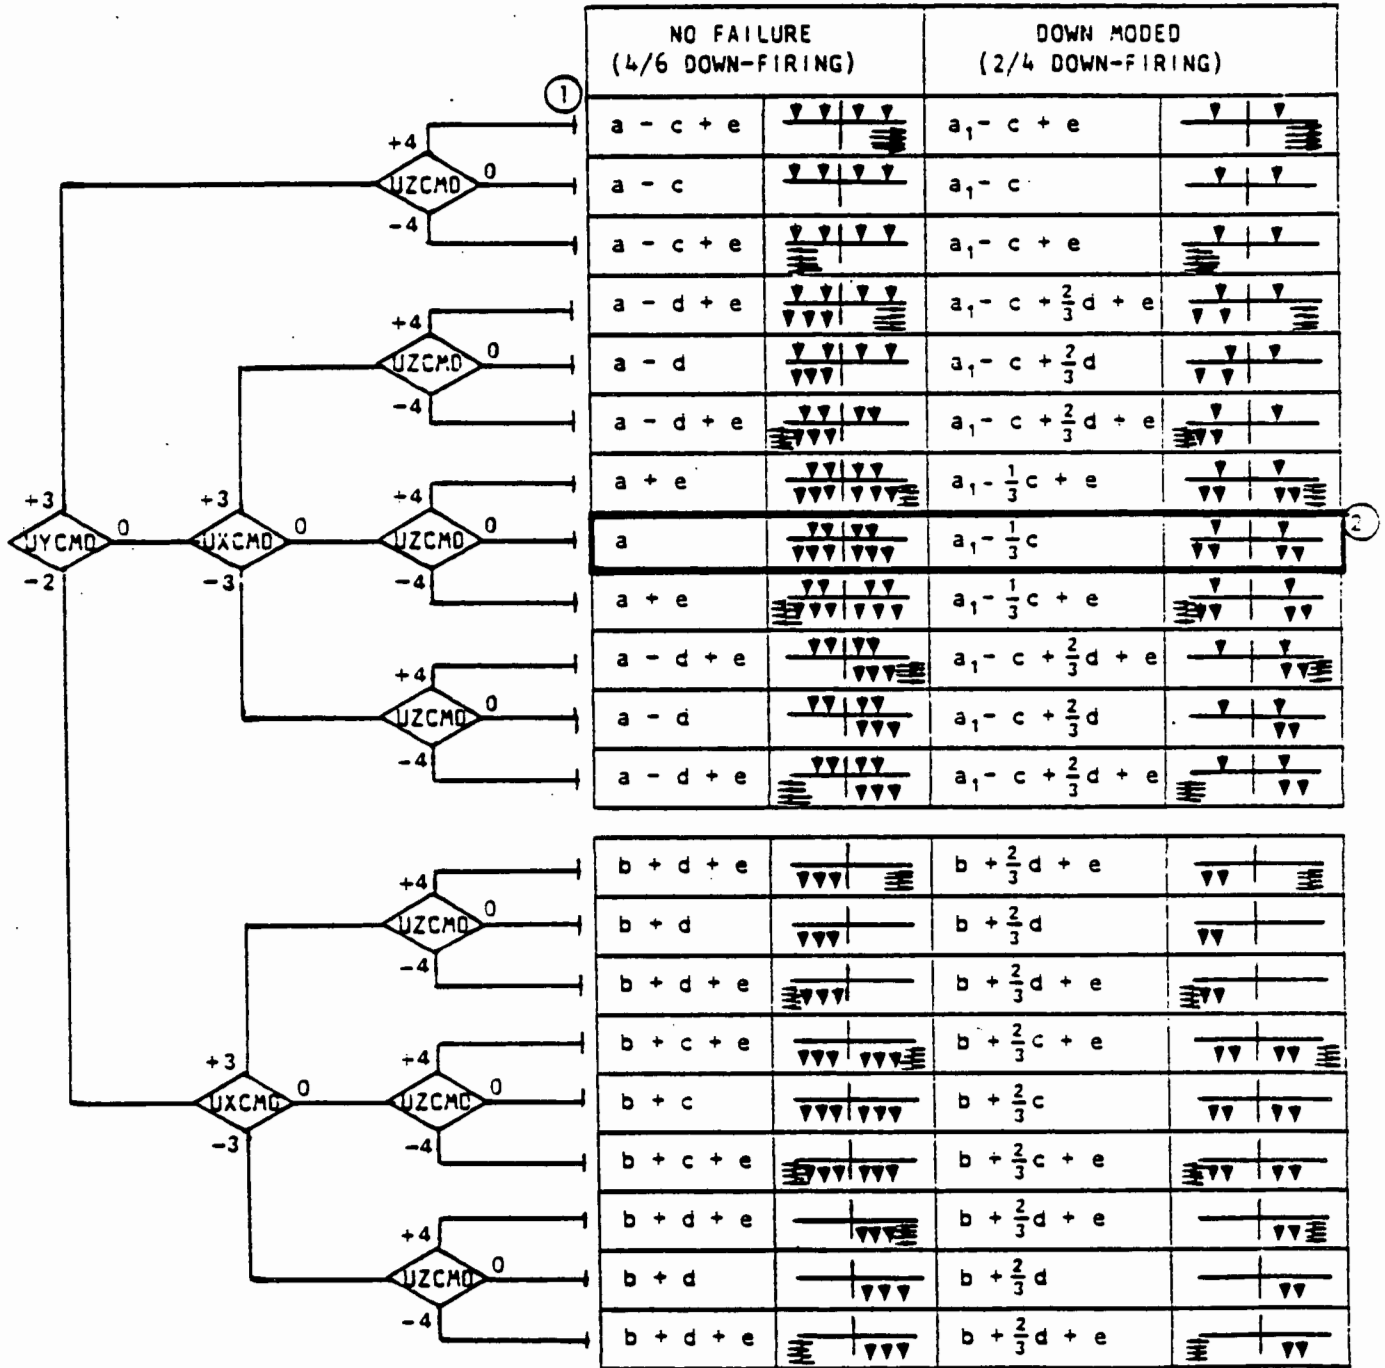 NO FAILURE
(4/6 DOWN-FIRING)
DOWN MODED
(2/4 DOWN-FIRING)
1
+4
UZCMD
0
-4
a - c + e
a₁- c + e
a - c
a₁- c
a - c + e
a₁- c + e
+4
UZCMD
0
-4
a - d + e
a₁- c + 2/3 d + e
a - d
a₁- c + 2/3 d
a - d + e
a₁- c + 2/3 d + e
+3
UYCMD
0
-2
+3
UXCMD
0
-3
+4
UZCMD
0
-4
a + e
a₁- 1/3 c + e
a
a₁- 1/3 c
2
a + e
a₁- 1/3 c + e
+4
UZCMD
0
-4
a - d + e
a₁- c + 2/3 d + e
a - d
a₁- c + 2/3 d
a - d + e
a₁- c + 2/3 d + e
+4
UZCMD
0
-4
b + d + e
b + 2/3 d + e
b + d
b + 2/3 d
b + d + e
b + 2/3 d + e
+3
UXCMD
0
-3
+4
UZCMD
0
-4
b + c + e
b + 2/3 c + e
b + c
b + 2/3 c
b + c + e
b + 2/3 c + e
+4
UZCMD
0
-4
b + d + e
b + 2/3 d + e
b + d
b + 2/3 d
b + d + e
b + 2/3 d + e